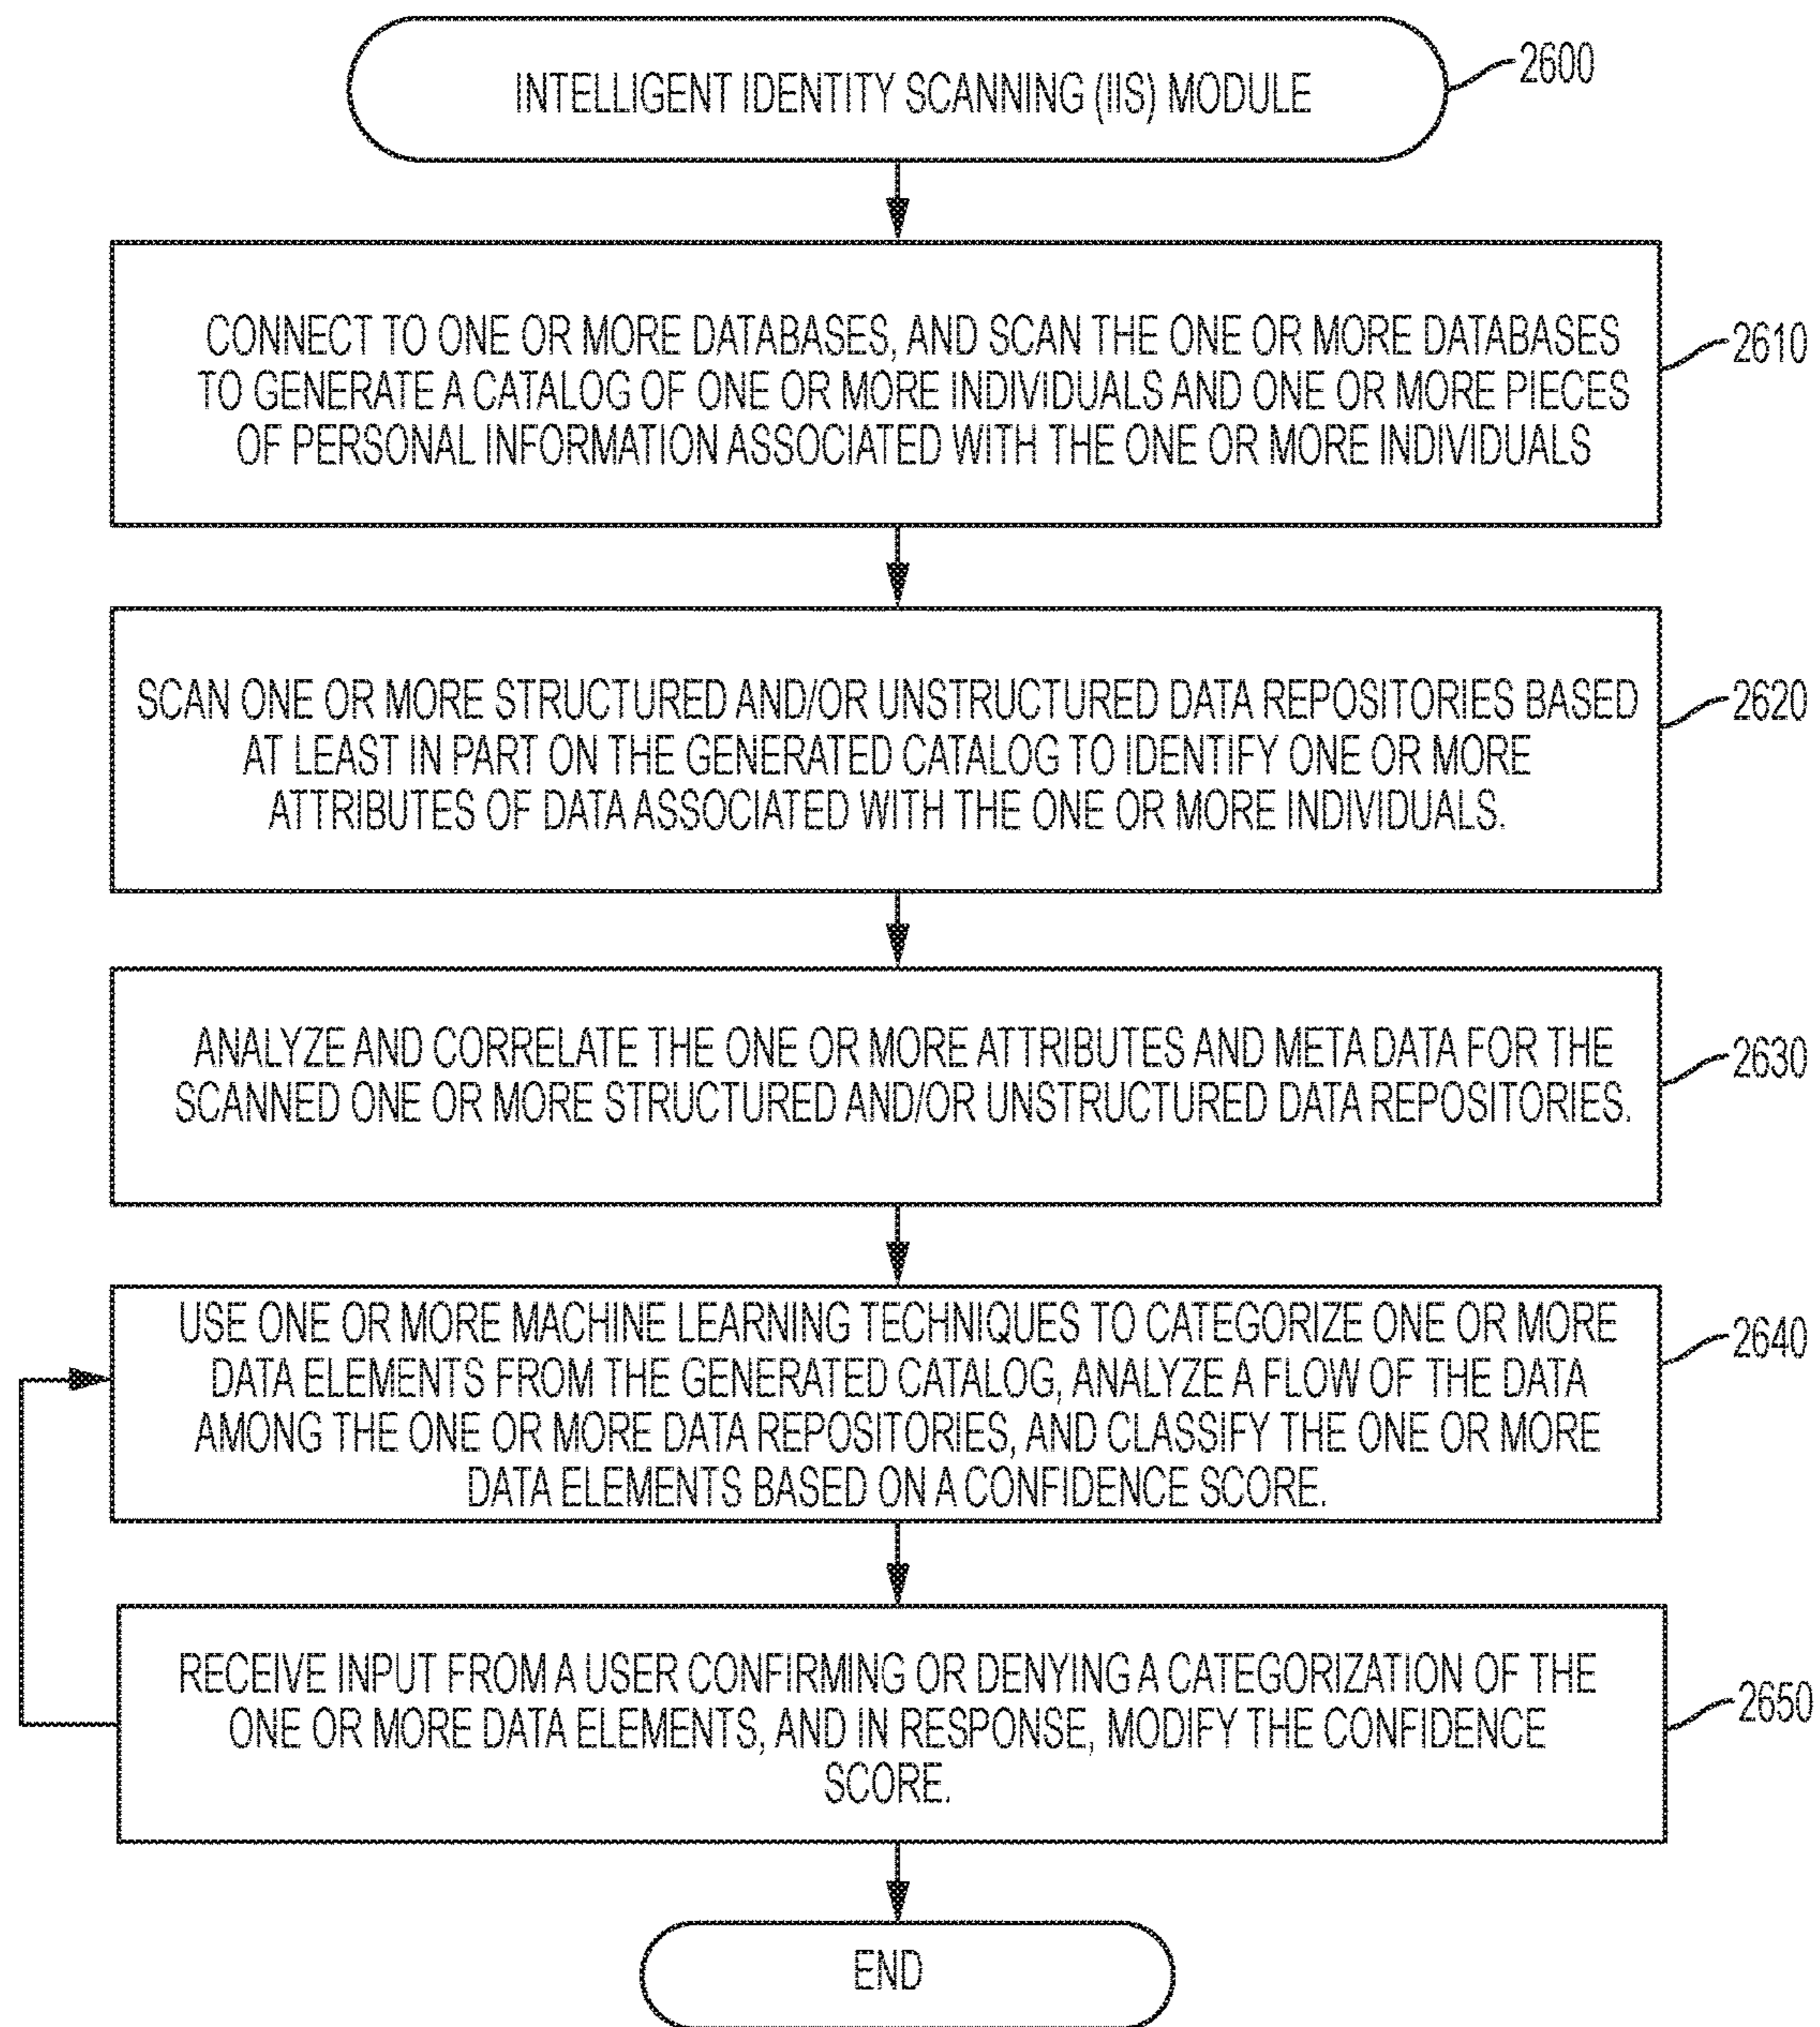 INTELLIGENT IDENTITY SCANNING (IIS) MODULE
2600
CONNECT TO ONE OR MORE DATABASES, AND SCAN THE ONE OR MORE DATABASES
TO GENERATE A CATALOG OF ONE OR MORE INDIVIDUALS AND ONE OR MORE PIECES
OF PERSONAL INFORMATION ASSOCIATED WITH THE ONE OR MORE INDIVIDUALS
2610
SCAN ONE OR MORE STRUCTURED AND/OR UNSTRUCTURED DATA REPOSITORIES BASED
AT LEAST IN PART ON THE GENERATED CATALOG TO IDENTIFY ONE OR MORE
ATTRIBUTES OF DATA ASSOCIATED WITH THE ONE OR MORE INDIVIDUALS.
2620
ANALYZE AND CORRELATE THE ONE OR MORE ATTRIBUTES AND META DATA FOR THE
SCANNED ONE OR MORE STRUCTURED AND/OR UNSTRUCTURED DATA REPOSITORIES.
2630
USE ONE OR MORE MACHINE LEARNING TECHNIQUES TO CATEGORIZE ONE OR MORE
DATA ELEMENTS FROM THE GENERATED CATALOG, ANALYZE A FLOW OF THE DATA
AMONG THE ONE OR MORE DATA REPOSITORIES, AND CLASSIFY THE ONE OR MORE
DATA ELEMENTS BASED ON A CONFIDENCE SCORE.
2640
RECEIVE INPUT FROM A USER CONFIRMING OR DENYING A CATEGORIZATION OF THE
ONE OR MORE DATA ELEMENTS, AND IN RESPONSE, MODIFY THE CONFIDENCE
SCORE.
2650
END